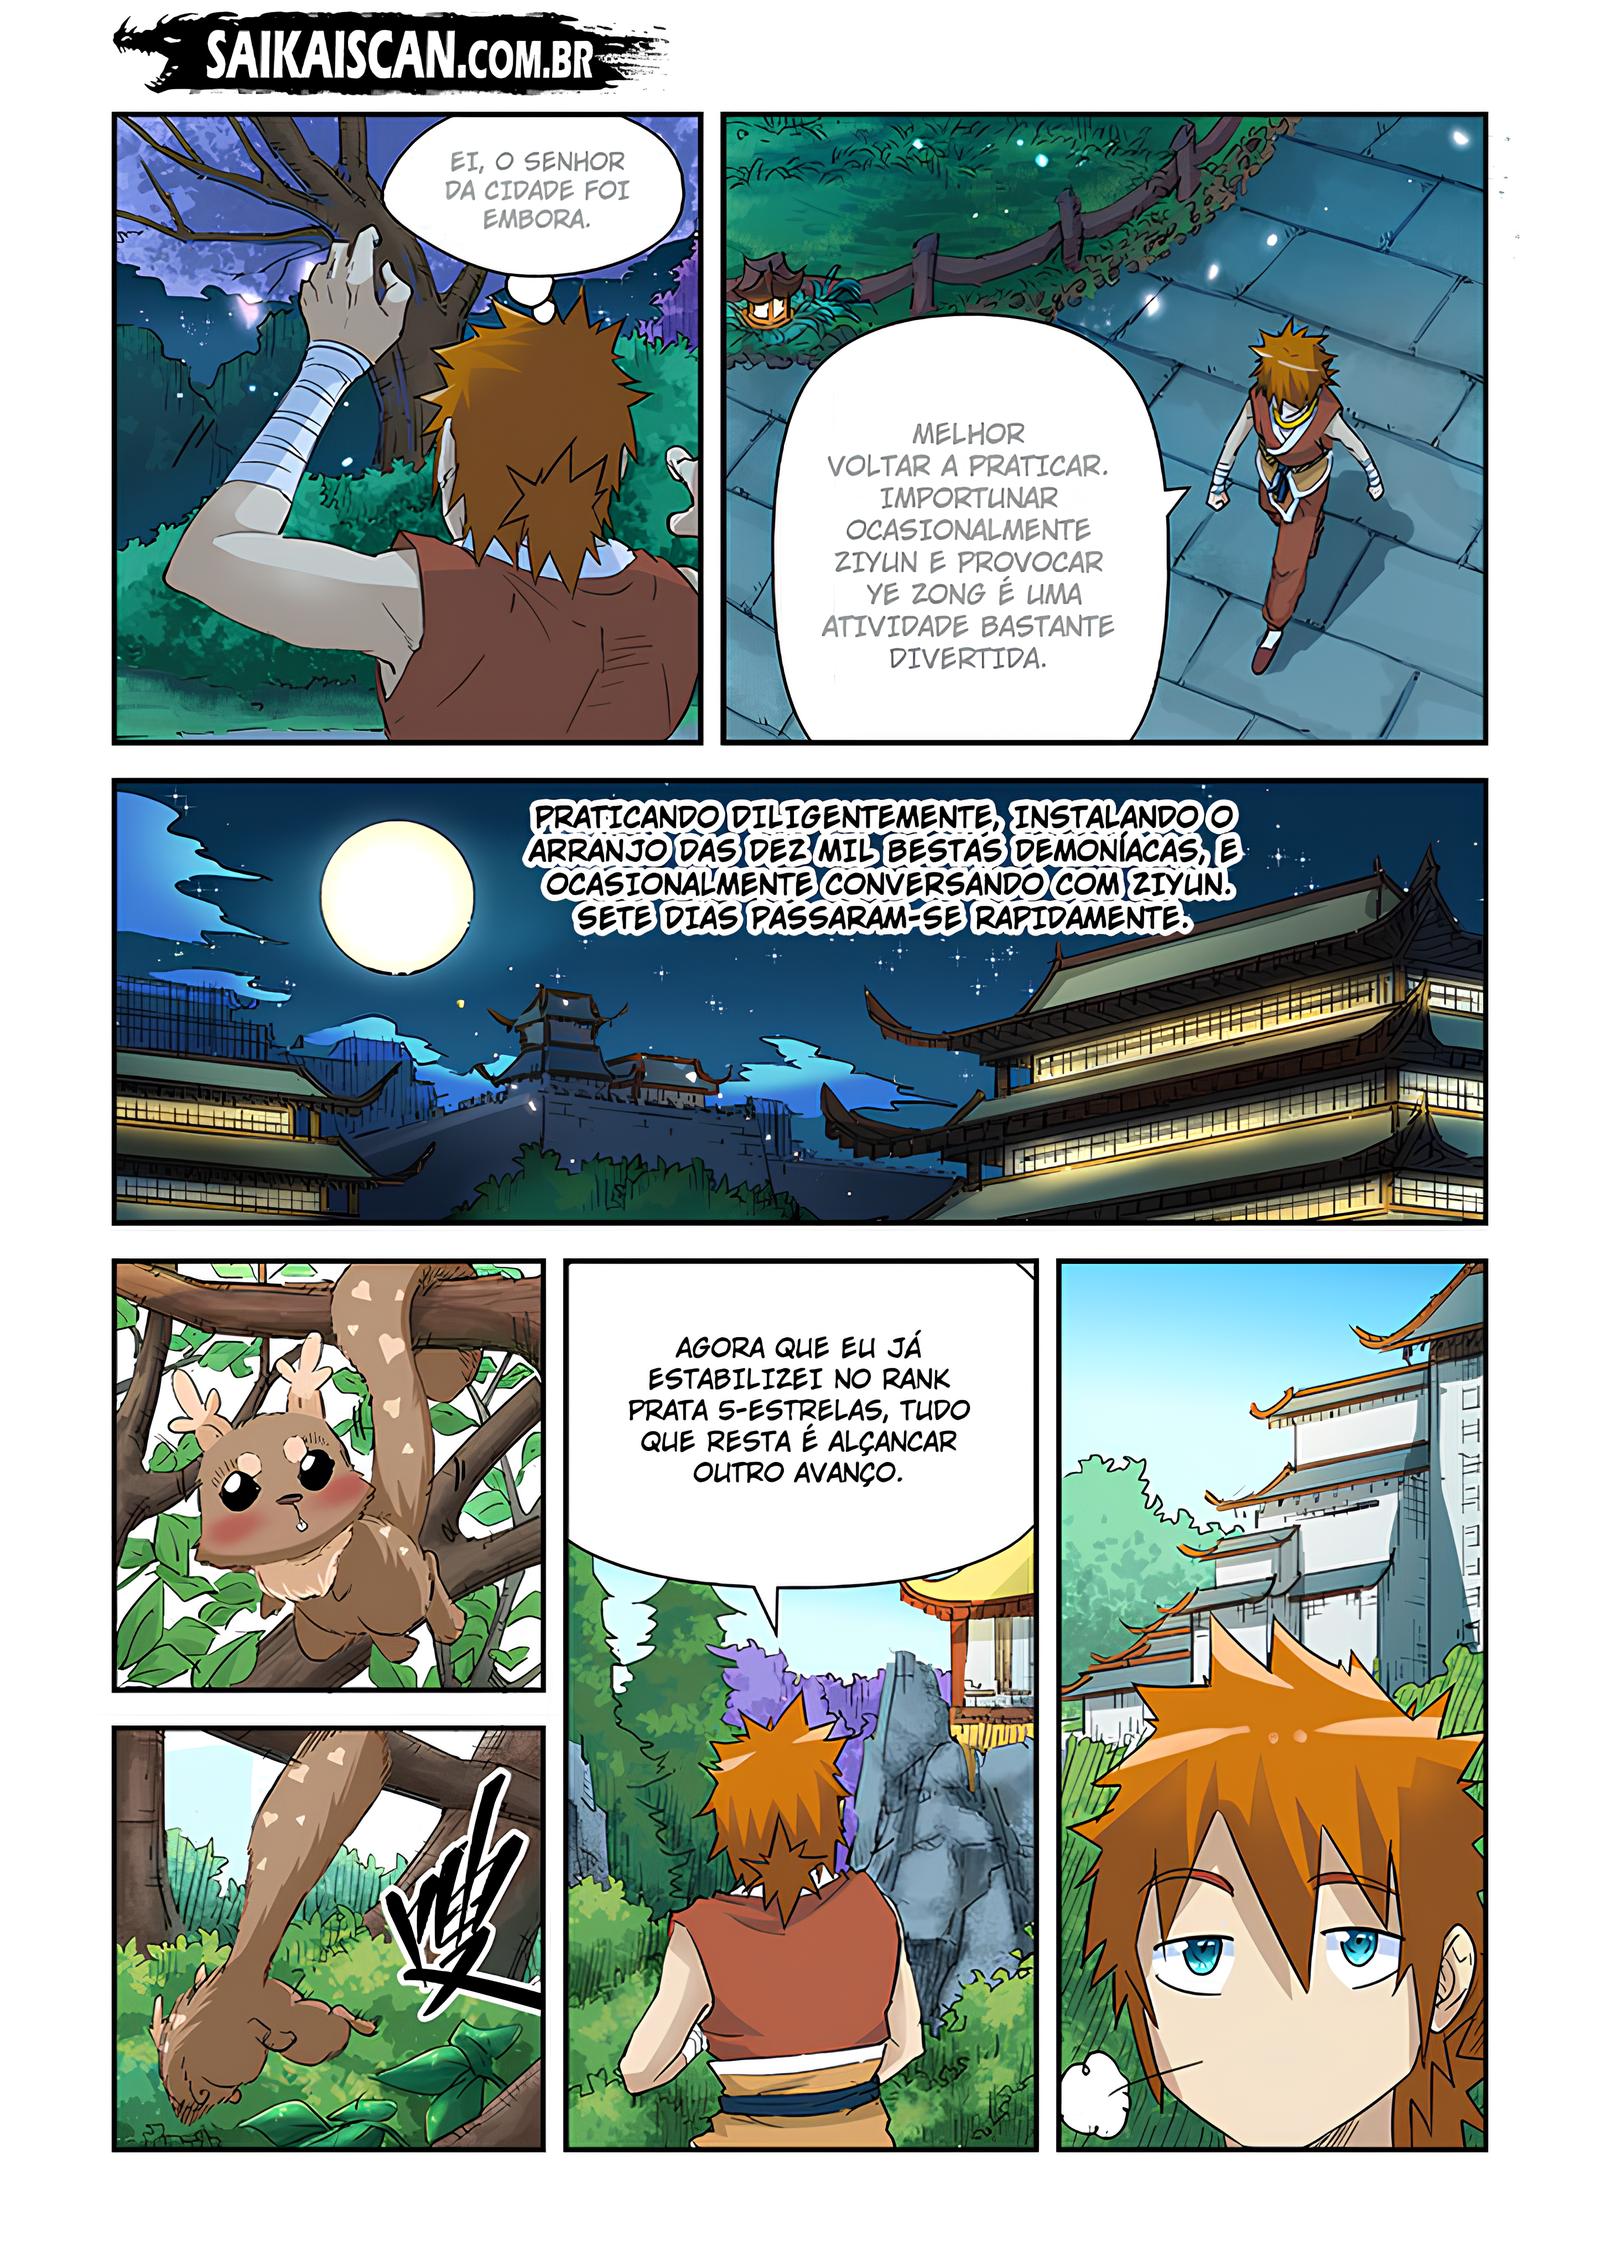 SAIKAISCAN.COM.BR
EI, O SENHOR
DA CIDADE FOI
EMBORA.
MELHOR
VOLTAR A PRATICAR.
IMPORTUNAR
OCASIONALMENTE
ZIYUN E PROVOCAR
YE ZONG É UMA
ATIVIDADE BASTANTE
DIVERTIDA.
PRATICANDO DILIGENTEMENTE, INSTALANDO O
ARRANJO DAS DEZ MIL BESTAS DEMONÍACAS, E
OCASIONALMENTE CONVERSANDO COM ZIYUN.
SETE DIAS PASSARAM-SE RAPIDAMENTE.
AGORA QUE EU JÁ
ESTABILIZEI NO RANK
PRATA 5-ESTRELAS, TUDO
QUE RESTA É ALÇANCAR
OUTRO AVANÇO.